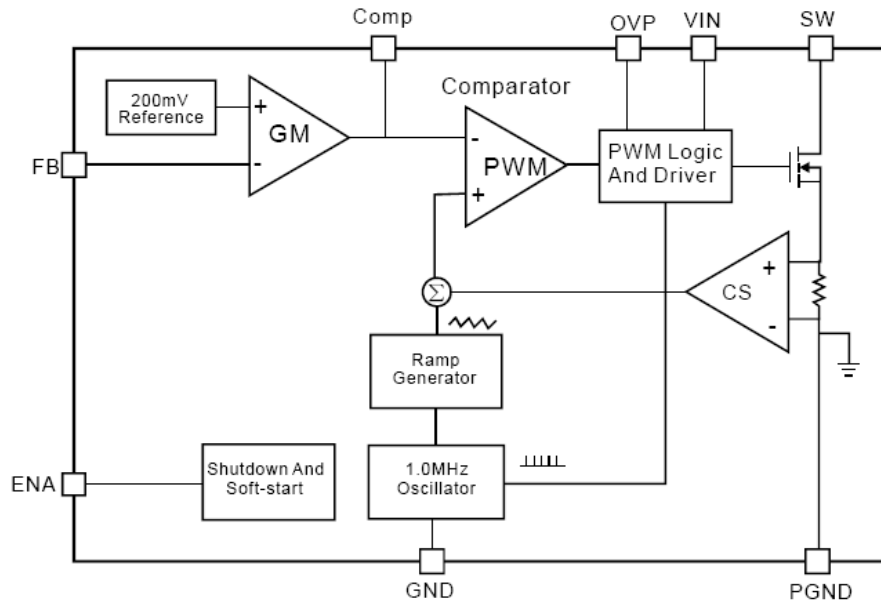 Comp
OVP
VIN
SW
200mV
Reference
+
-
GM
Comparator
-
+
PWM
PWM Logic
And Driver
FB
Σ
+
-
CS
Ramp
Generator
ENA
Shutdown And
Soft-start
1.0MHz
Oscillator
GND
PGND